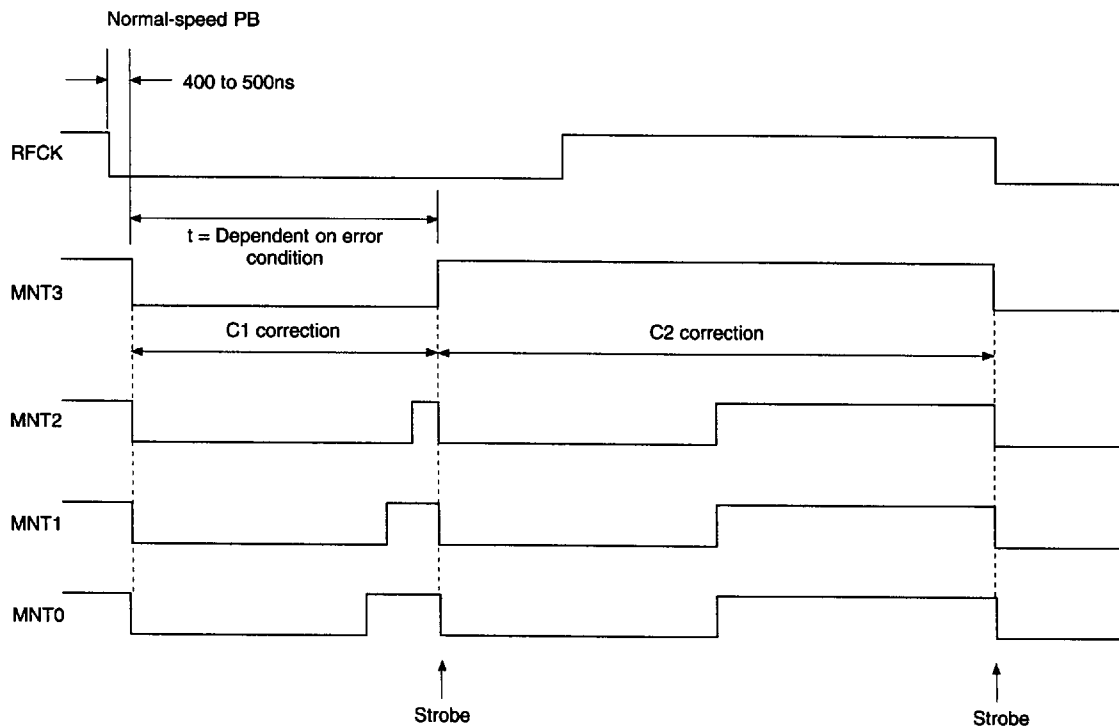 Normal-speed PB
400 to 500ns
RFCK
t = Dependent on error
condition
MNT3
C1 correction
C2 correction
MNT2
MNT1
MNT0
Strobe
Strobe